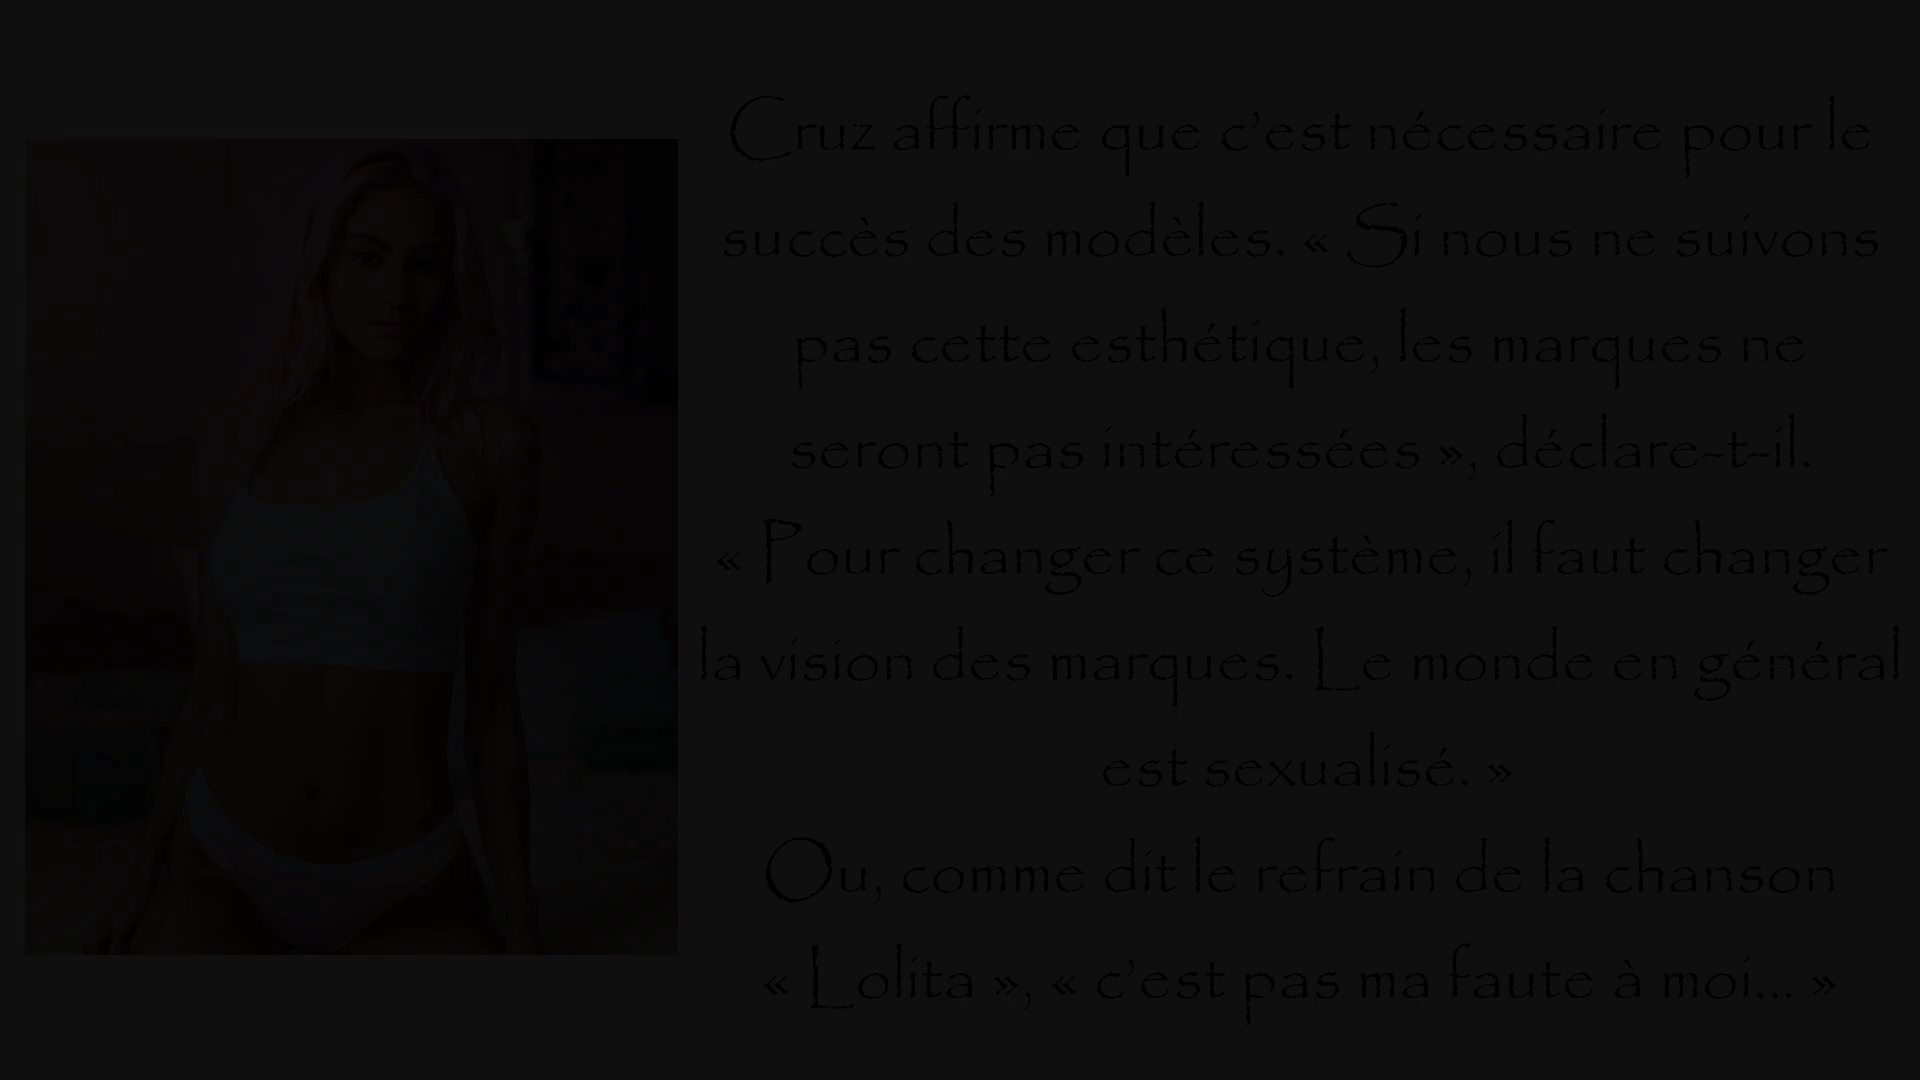 Cruz affirme que c’est nécessaire pour le
succès des modèles. « Si nous ne suivons
pas cette esthétique, les marques ne
seront pas intéressées », déclare-t-il.
« Pour changer ce système, il faut changer
la vision des marques. Le monde en général
est sexualisé. »
Ou, comme dit le refrain de la chanson
« Lolita », « c’est pas ma faute à moi... »